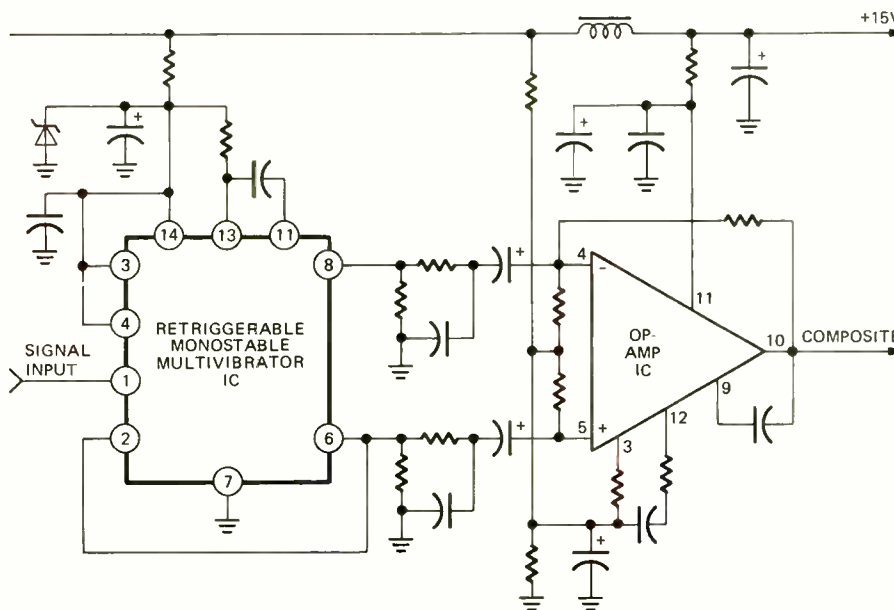 +15V
14
13
11
3
8
4
11
4
-
RETRIGGERABLE
MONOSTABLE
MULTIVIBRATOR
IC
OP-
AMP
IC
10
COMPOSITE
SIGNAL
INPUT
1
9
2
6
5
+
12
3
7
+
+
+
+
+
+
+